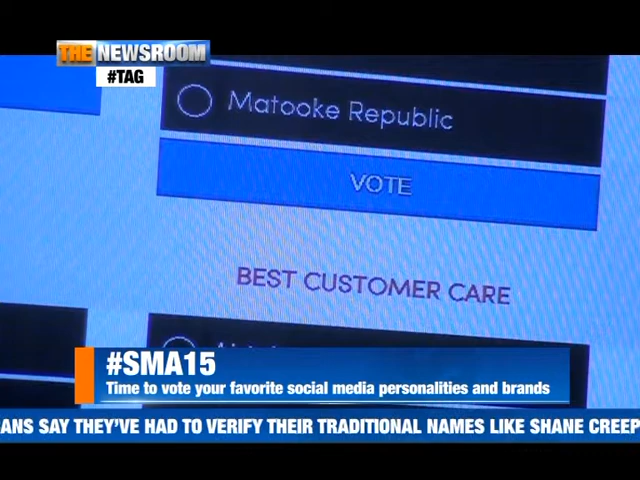 THE NEWSROOM
#TAG
Matooke Republic
VOTE
BEST CUSTOMER CARE
#SMA15
Time to vote your favorite social media personalities and brands
ANS SAY THEY'VE HAD TO VERIFY THEIR TRADITIONAL NAMES LIKE SHANE CREEP